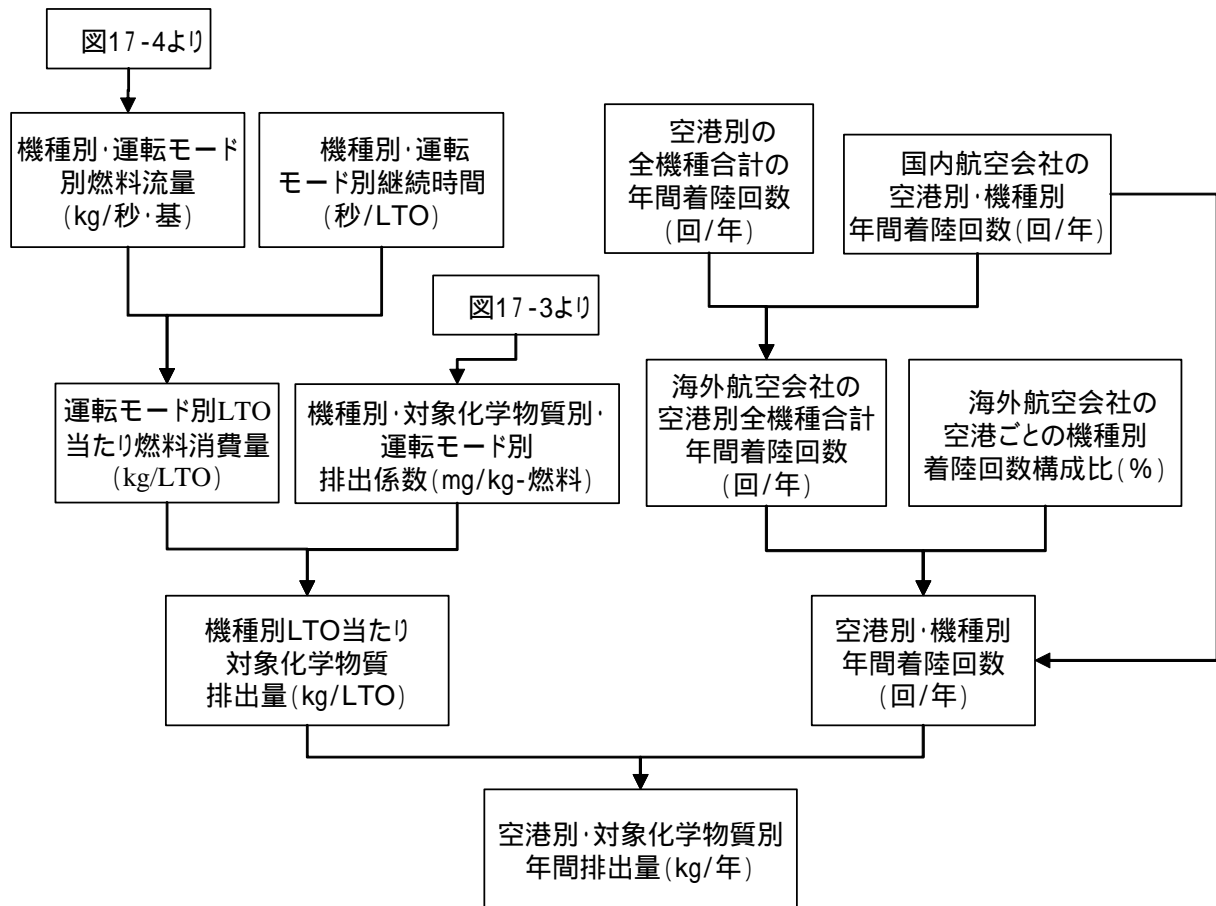 図17-4より
機種別・運転モード
別燃料流量
(kg/秒・基)
機種別・運転
モード別継続時間
(秒/LTO)
空港別の
全機種合計の
年間着陸回数
(回/年)
国内航空会社の
空港別・機種別
年間着陸回数(回/年)
図17-3より
運転モード別LTO
当たり燃料消費量
(kg/LTO)
機種別・対象化学物質別・
運転モード別
排出係数(mg/kg-燃料)
海外航空会社の
空港別全機種合計
年間着陸回数
(回/年)
海外航空会社の
空港ごとの機種別
着陸回数構成比(%)
機種別LTO当たり
対象化学物質
排出量(kg/LTO)
空港別・機種別
年間着陸回数
(回/年)
空港別・対象化学物質別
年間排出量(kg/年)